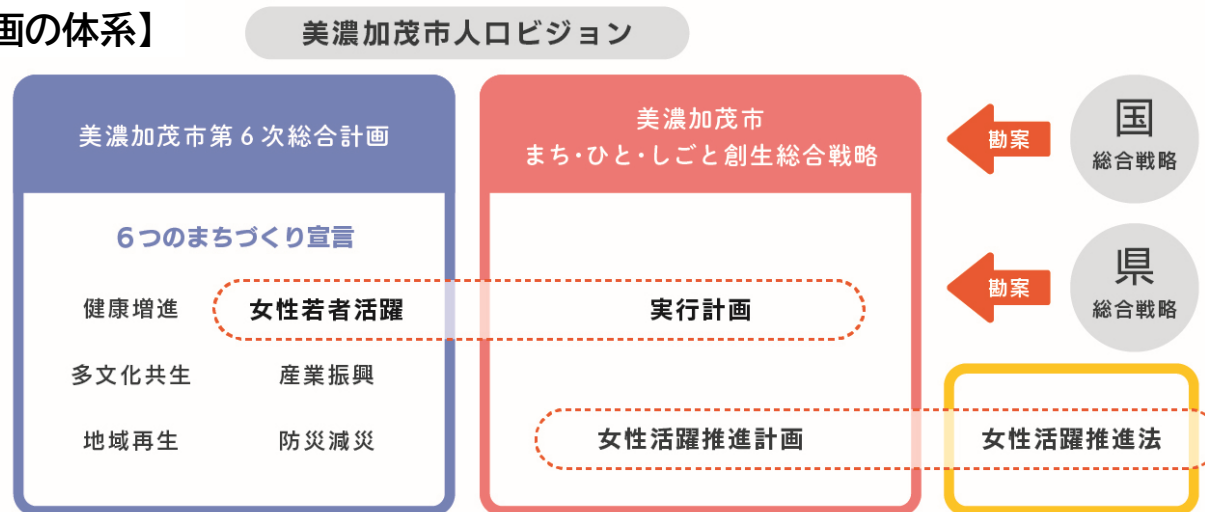 画の体系】
美濃加茂市人口ビジョン
美濃加茂市第6次総合計画
6つのまちづくり宣言
健康増進
女性若者活躍
多文化共生
産業振興
地域再生
防災減災
美濃加茂市
まち・ひと・しごと創生総合戦略
実行計画
女性活躍推進計画
勘案
国
総合戦略
勘案
県
総合戦略
女性活躍推進法